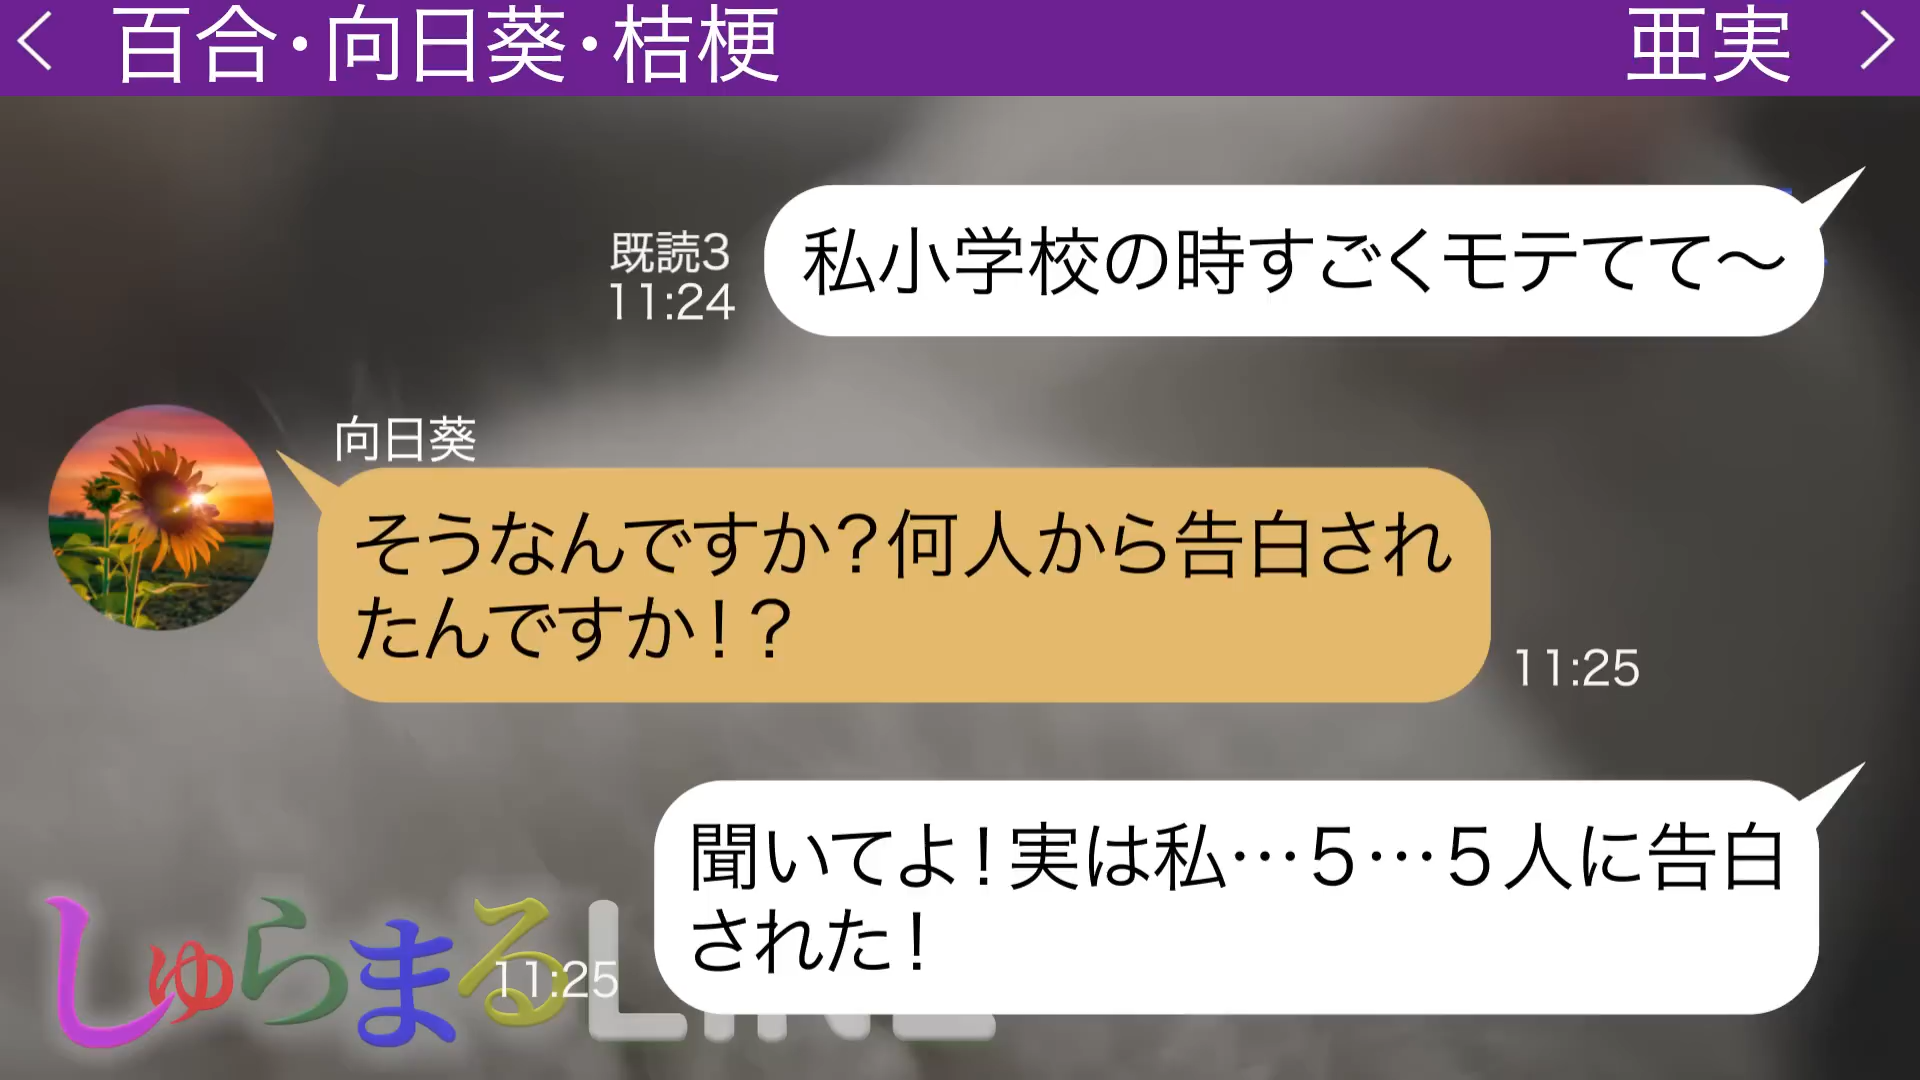 百合・向日葵・桔梗
亜実
私小学校の時すごくモテてて～
既読3
11:24
向日葵
そうなんですか？何人から告白され
たんですか！？
11:25
聞いてよ！実は私…５…５人に告白
された！
11:25
しゅらまるLINE